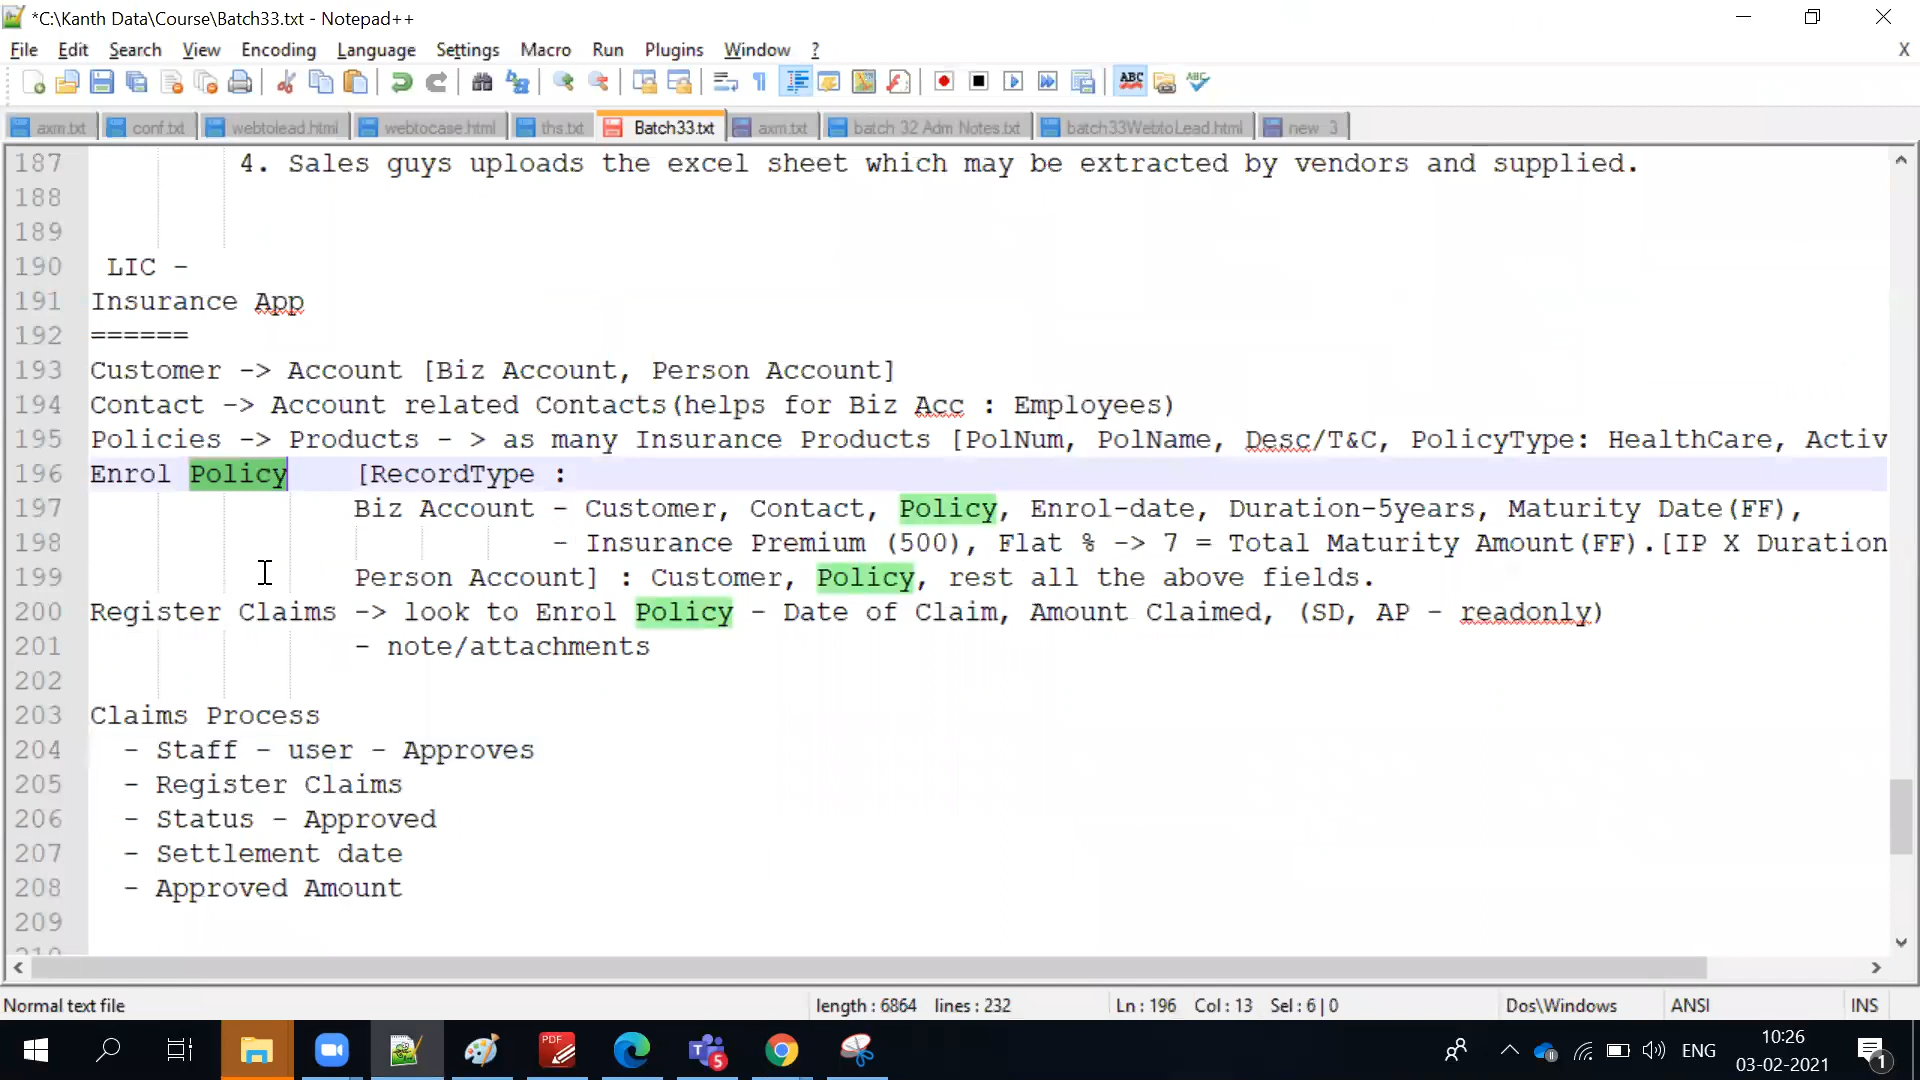 *C:\Kanth Data\Course\Batch33.txt - Notepad++
File Edit Search View Encoding Language Settings Macro Run Plugins Window ? X
ABC ABC
axm.txt conf.txt webtolead.html webtocase.html ths.txt Batch33.txt axm.txt batch 32 Adm Notes.txt batch33WebtoLead.html new 3
187 4. Sales guys uploads the excel sheet which may be extracted by vendors and supplied.
188
189
190 LIC -
191 Insurance App
192 ======
193 Customer -> Account [Biz Account, Person Account]
194 Contact -> Account related Contacts(helps for Biz Acc : Employees)
195 Policies -> Products - > as many Insurance Products [PolNum, PolName, Desc/T&C, PolicyType: HealthCare, Activ
196 Enrol Policy [RecordType :
197 Biz Account - Customer, Contact, Policy, Enrol-date, Duration-5years, Maturity Date(FF),
198 - Insurance Premium (500), Flat % -> 7 = Total Maturity Amount(FF).[IP X Duration
199 Person Account] : Customer, Policy, rest all the above fields.
200 Register Claims -> look to Enrol Policy - Date of Claim, Amount Claimed, (SD, AP - readonly)
201 - note/attachments
202
203 Claims Process
204 - Staff - user - Approves
205 - Register Claims
206 - Status - Approved
207 - Settlement date
208 - Approved Amount
209
210
Normal text file length : 6864 lines : 232 Ln : 196 Col : 13 Sel : 6 | 0 Dos\Windows ANSI INS
PDF 5 ENG 10:26
03-02-2021 1